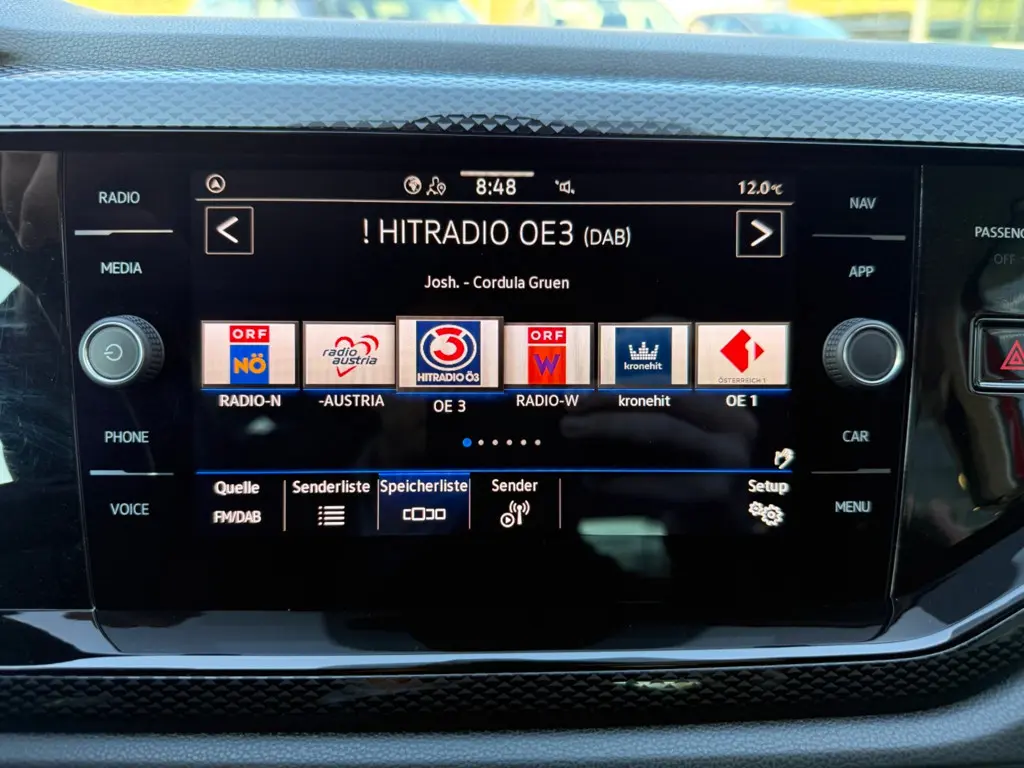 8:48
12.0°C
RADIO
NAV
! HITRADIO OE3 (DAB)
PASSENG
OFF
MEDIA
APP
Josh. - Cordula Gruen
ORF
NÖ
radio
austria
3
HITRADIO Ö3
ORF
W
kronehit
1
ÖSTERREICH 1
RADIO-N
-AUSTRIA
OE 3
RADIO-W
kronehit
OE 1
PHONE
CAR
Quelle
Senderliste
Speicherliste
Sender
Setup
FM/DAB
VOICE
MENU